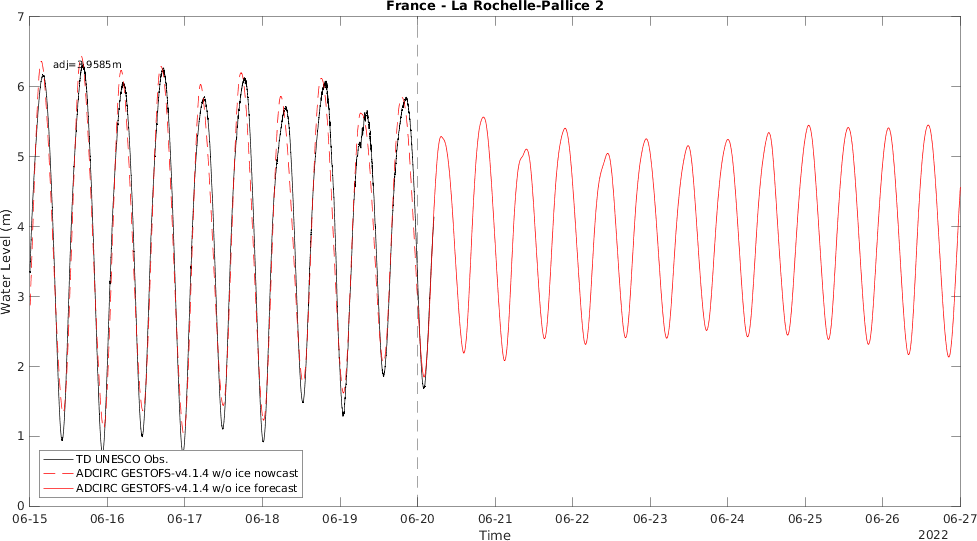 France - La Rochelle-Pallice 2
7
6
5
4
3
2
1
0
Water Level (m)
adj=3.9585m
TD UNESCO Obs.
ADCIRC GESTOFS-v4.1.4 w/o ice nowcast
ADCIRC GESTOFS-v4.1.4 w/o ice forecast
06-15 06-16 06-17 06-18 06-19 06-20 06-21 06-22 06-23 06-24 06-25 06-26 06-27
Time
2022